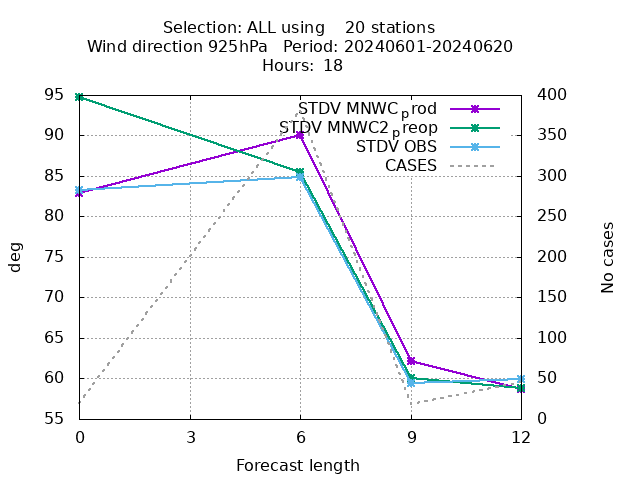 Selection: ALL using    20 stations
Wind direction 925hPa   Period: 20240601-20240620
Hours: 18
STDV MNWC_prod
STDV MNWC2_preop
STDV OBS
CASES
95
90
85
80
75
70
65
60
55
deg
400
350
300
250
200
150
100
50
0
No cases
0 3 6 9 12
Forecast length